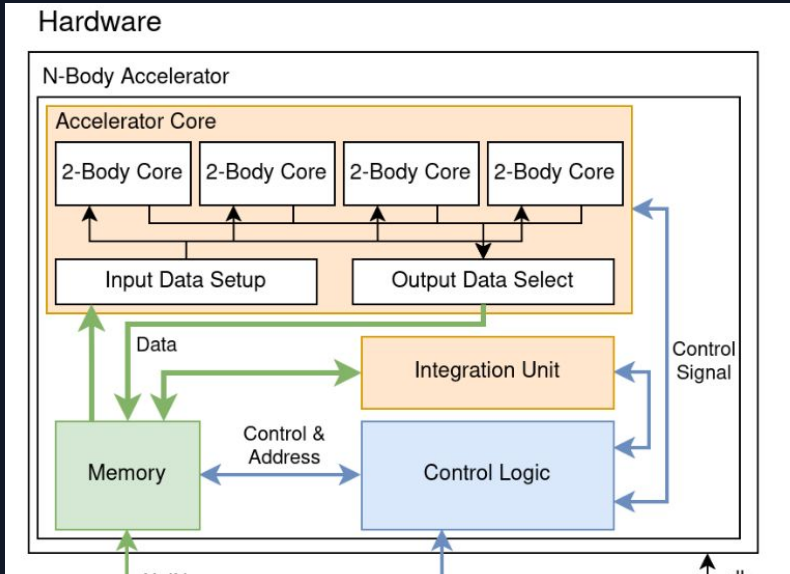 Hardware
N-Body Accelerator
Accelerator Core
2-Body Core
2-Body Core
2-Body Core
2-Body Core
Input Data Setup
Output Data Select
Data
Integration Unit
Control
Signal
Control &
Address
Memory
Control Logic